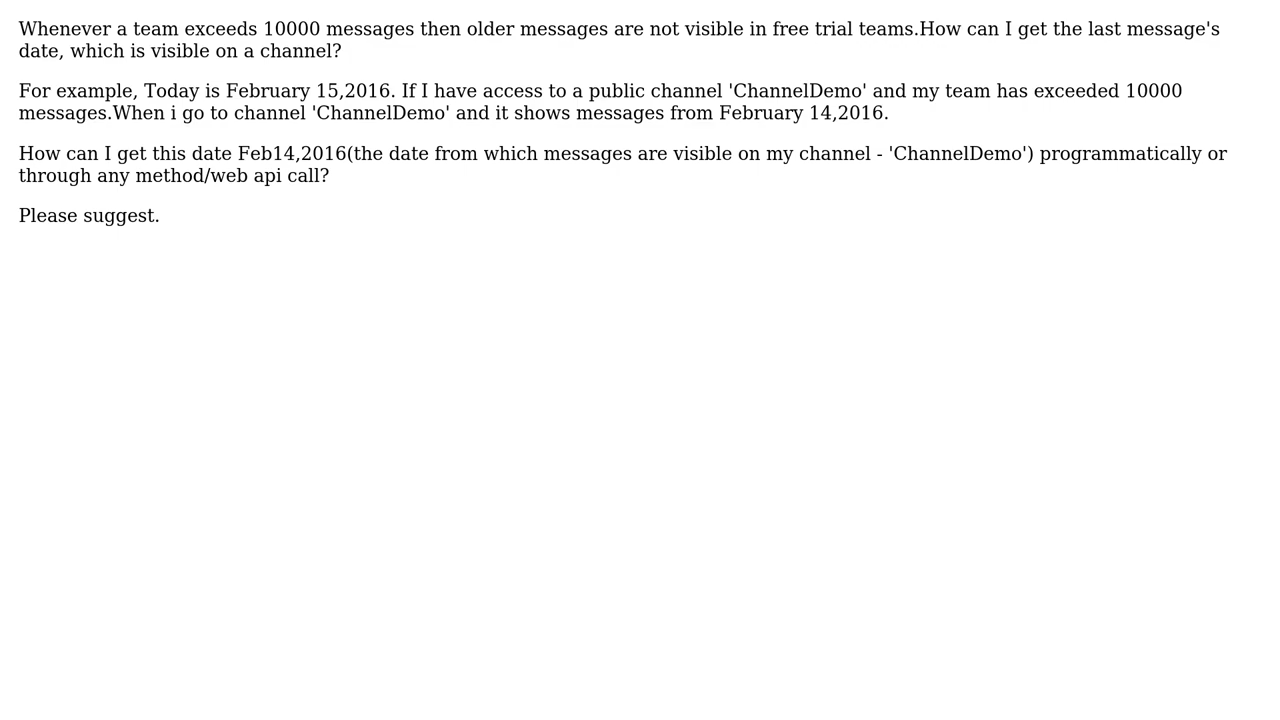 Whenever a team exceeds 10000 messages then older messages are not visible in free trial teams.How can I get the last message's
date, which is visible on a channel?
For example, Today is February 15,2016. If I have access to a public channel 'ChannelDemo' and my team has exceeded 10000
messages.When i go to channel 'ChannelDemo' and it shows messages from February 14,2016.
How can I get this date Feb14,2016(the date from which messages are visible on my channel - 'ChannelDemo') programmatically or
through any method/web api call?
Please suggest.